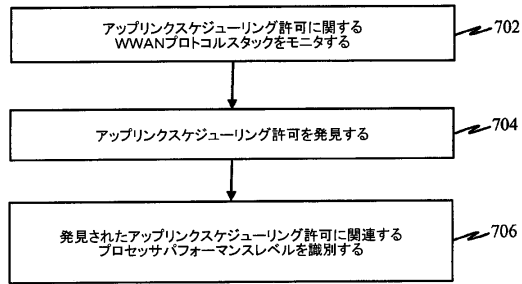 アップリンクスケジューリング許可に関する
WWANプロトコルスタックをモニタする
702
アップリンクスケジューリング許可を発見する
704
発見されたアップリンクスケジューリング許可に関連する
プロセッサパフォーマンスレベルを識別する
706